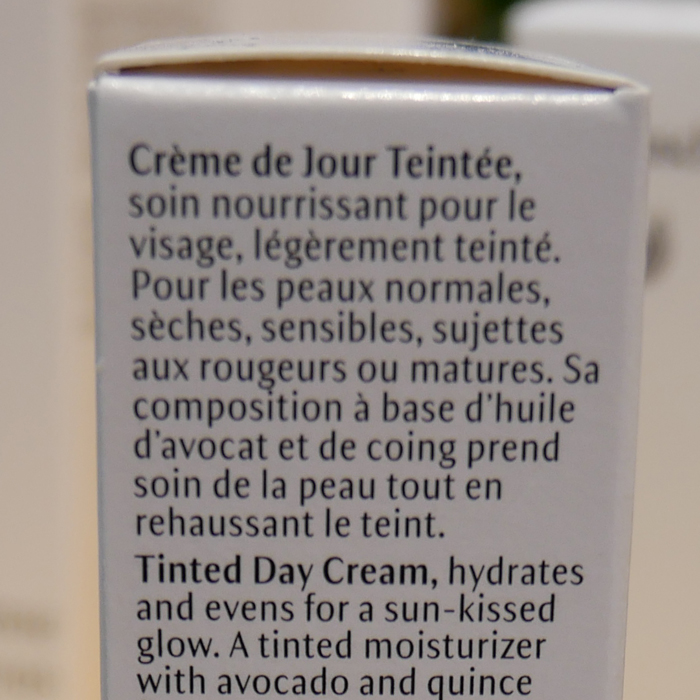 Crème de Jour Teintée,
soin nourrissant pour le
visage, légèrement teinté.
Pour les peaux normales,
sèches, sensibles, sujettes
aux rougeurs ou matures. Sa
composition à base d'huile
d'avocat et de coing prend
soin de la peau tout en
rehaussant le teint.
Tinted Day Cream, hydrates
and evens for a sun-kissed
glow. A tinted moisturizer
with avocado and quince